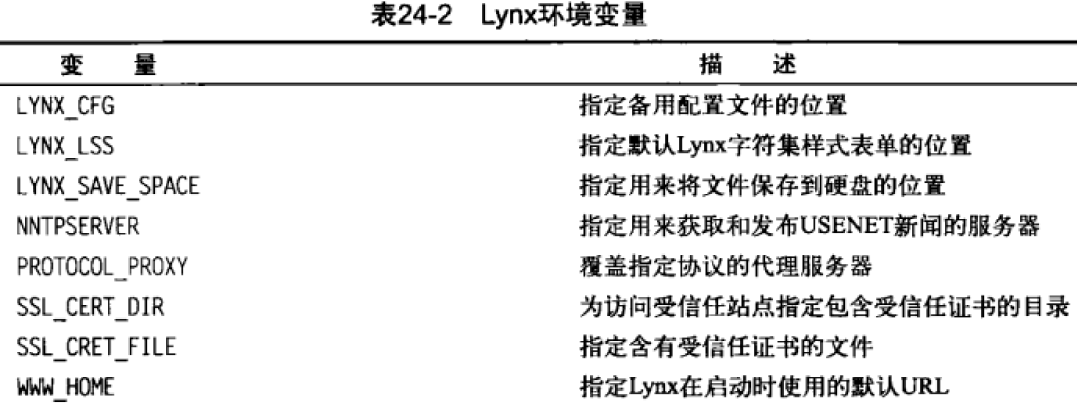 表24-2 Lynx环境变量
变 量 描 述
LYNX_CFG 指定备用配置文件的位置
LYNX_LSS 指定默认Lynx字符集样式表单的位置
LYNX_SAVE_SPACE 指定用来将文件保存到硬盘的位置
NNTPSERVER 指定用来获取和发布USENET新闻的服务器
PROTOCOL_PROXY 覆盖指定协议的代理服务器
SSL_CERT_DIR 为访问受信任站点指定包含受信任证书的目录
SSL_CRET_FILE 指定含有受信任证书的文件
WWW_HOME 指定Lynx在启动时使用的默认URL